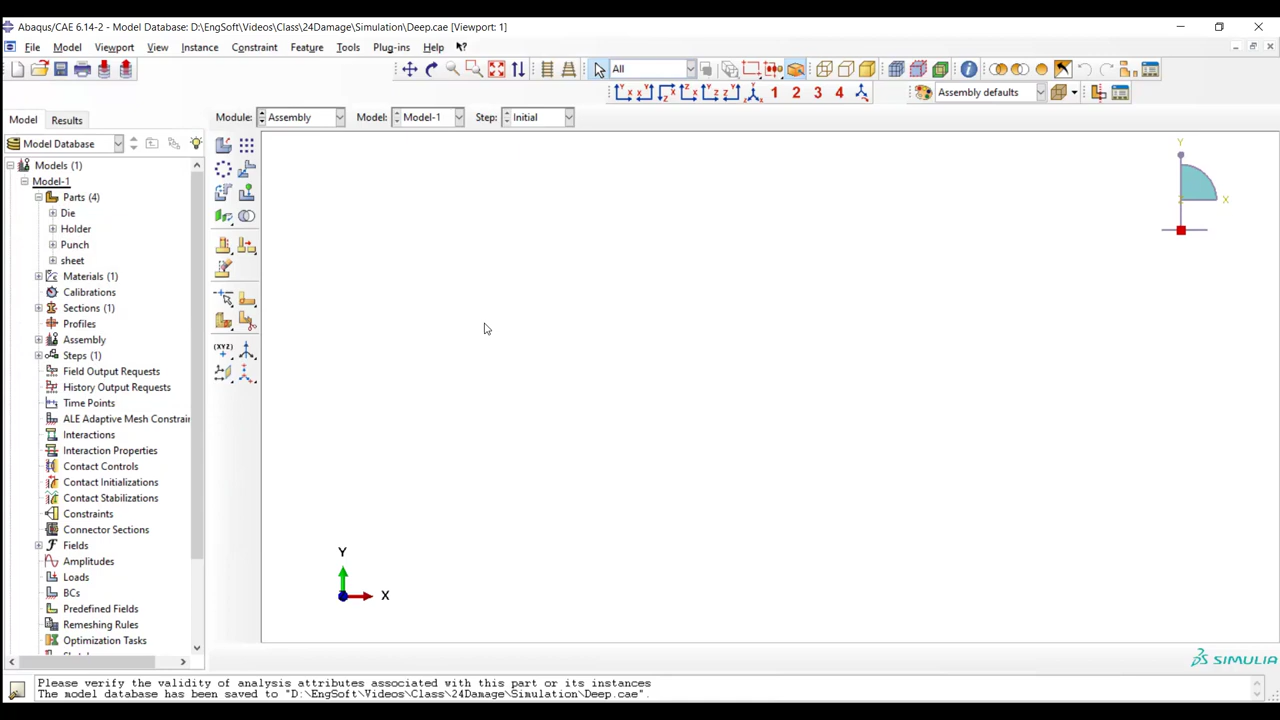 Abaqus/CAE 6.14-2 - Model Database: D:\EngSoft\Videos\Class\24Damage\Simulation\Deep.cae [Viewport: 1]
File Model Viewport View Instance Constraint Feature Tools Plug-ins Help
All
1 2 3 4 Assembly defaults
Model Results Module: Assembly Model: Model-1 Step: Initial
Model Database
Models (1)
Model-1
Parts (4)
Die
Holder
Punch
sheet
Materials (1)
Calibrations
Sections (1)
Profiles
Assembly
Steps (1)
Field Output Requests
History Output Requests
Time Points
ALE Adaptive Mesh Constrain
Interactions
Interaction Properties
Contact Controls
Contact Initializations
Contact Stabilizations
Constraints
Connector Sections
Fields
Amplitudes
Loads
BCs
Predefined Fields
Remeshing Rules
Optimization Tasks
(XYZ)
Y
X
Y
X
SIMULIA
Please verify the validity of analysis attributes associated with this part or its instances
The model database has been saved to "D:\EngSoft\Videos\Class\24Damage\Simulation\Deep.cae".